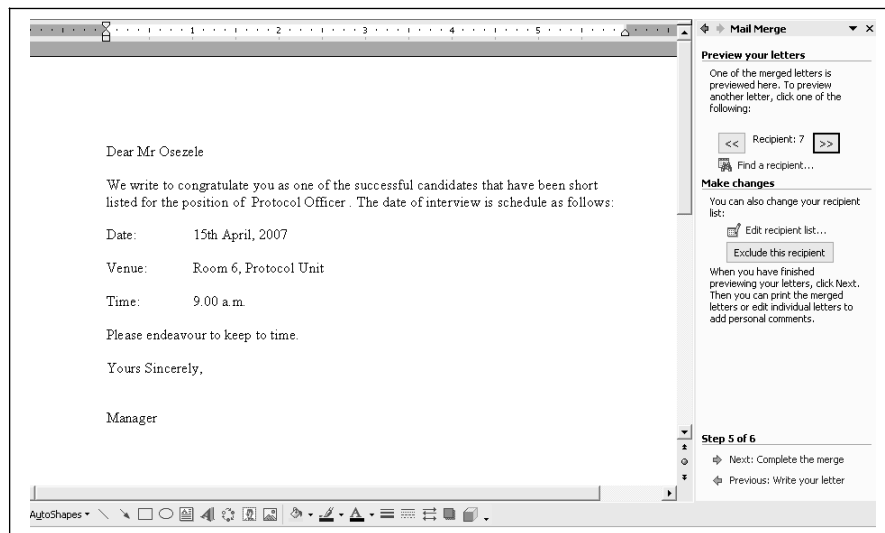 1 2 3 4 5
Dear Mr Osezele
We write to congratulate you as one of the successful candidates that have been short
listed for the position of Protocol Officer . The date of interview is schedule as follows:
Date: 15th April, 2007
Venue: Room 6, Protocol Unit
Time: 9.00 a.m.
Please endeavour to keep to time.
Yours Sincerely,
Manager
AutoShapes
Mail Merge
Preview your letters
One of the merged letters is
previewed here. To preview
another letter, click one of the
following:
<< Recipient: 7 >>
Find a recipient...
Make changes
You can also change your recipient
list:
Edit recipient list...
Exclude this recipient
When you have finished
previewing your letters, click Next.
Then you can print the merged
letters or edit individual letters to
add personal comments.
Step 5 of 6
Next: Complete the merge
Previous: Write your letter